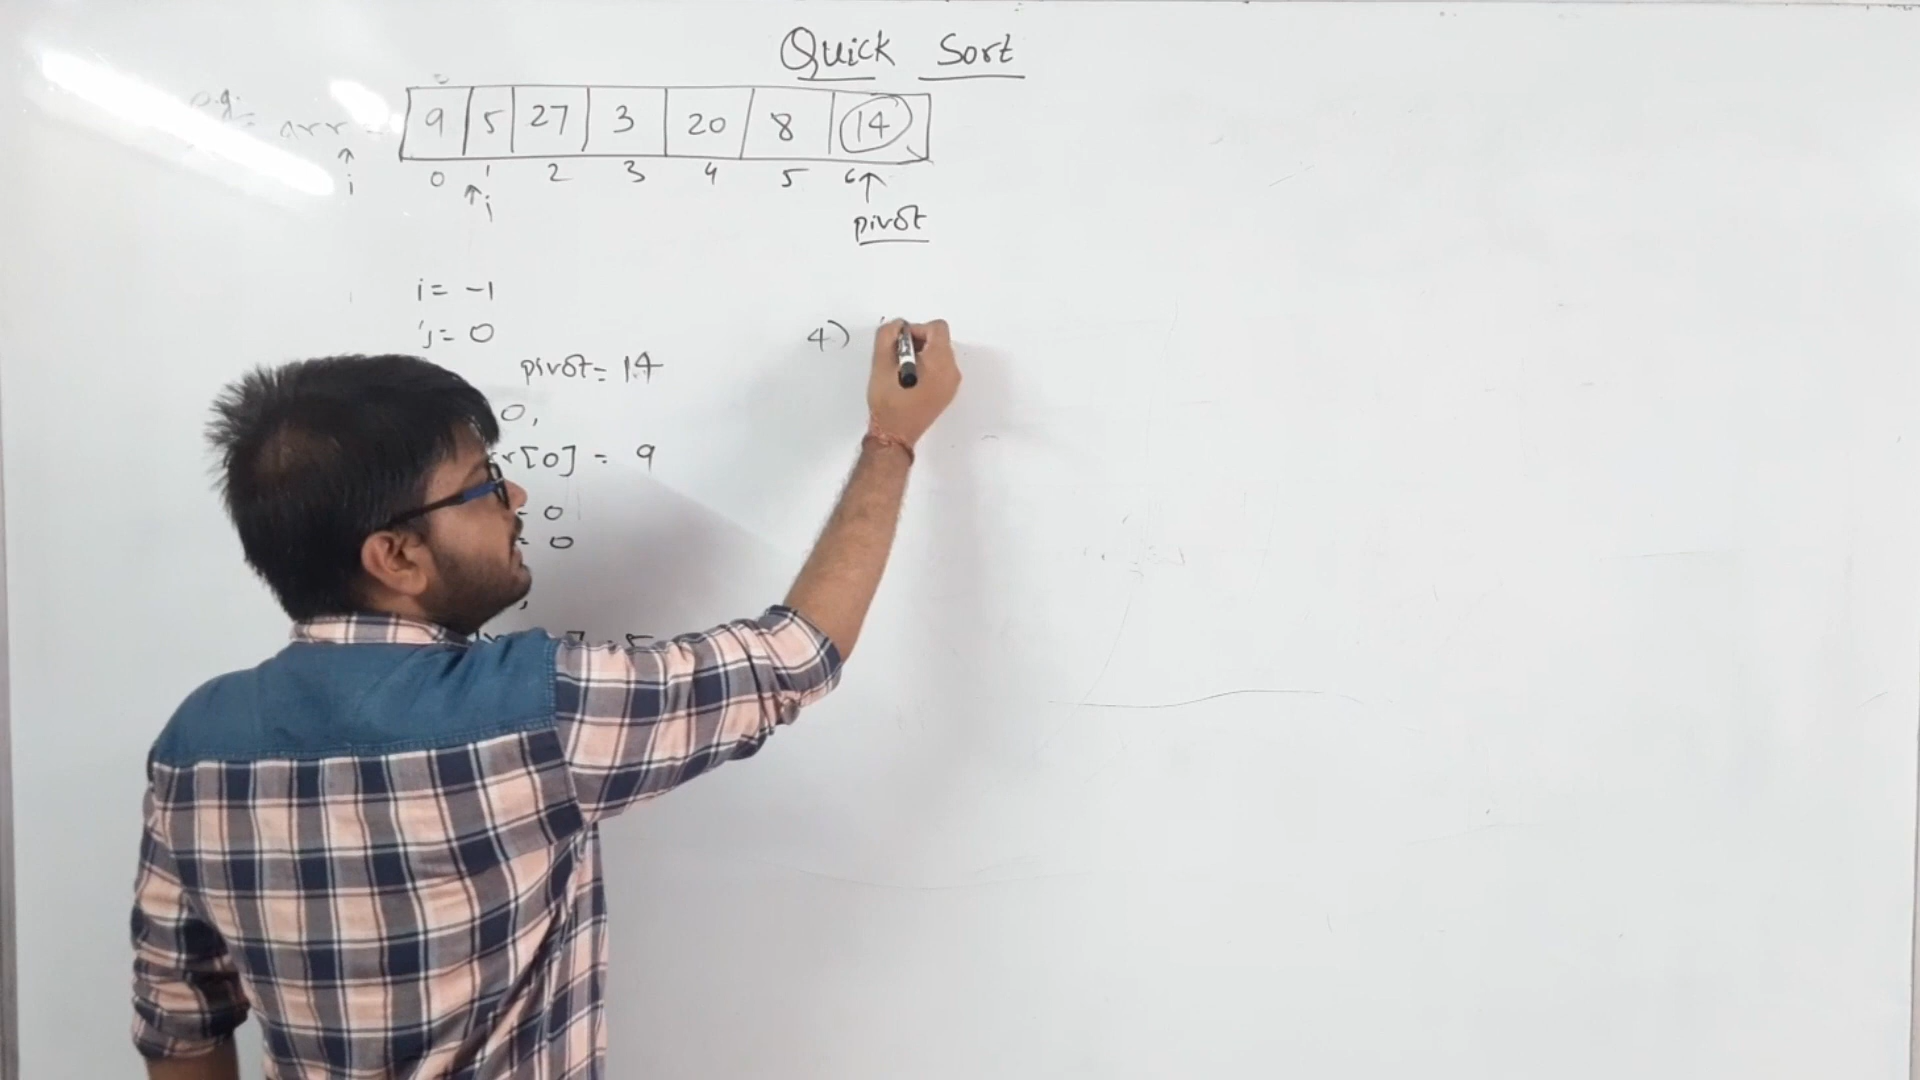 Quick Sort
e.g.
arr = 9 5 27 3 20 8 14
0 1 2 3 4 5 6
i j pivot
i = -1
j = 0
4)
pivot = 14
0,
[0] = 9
= 0
= 0